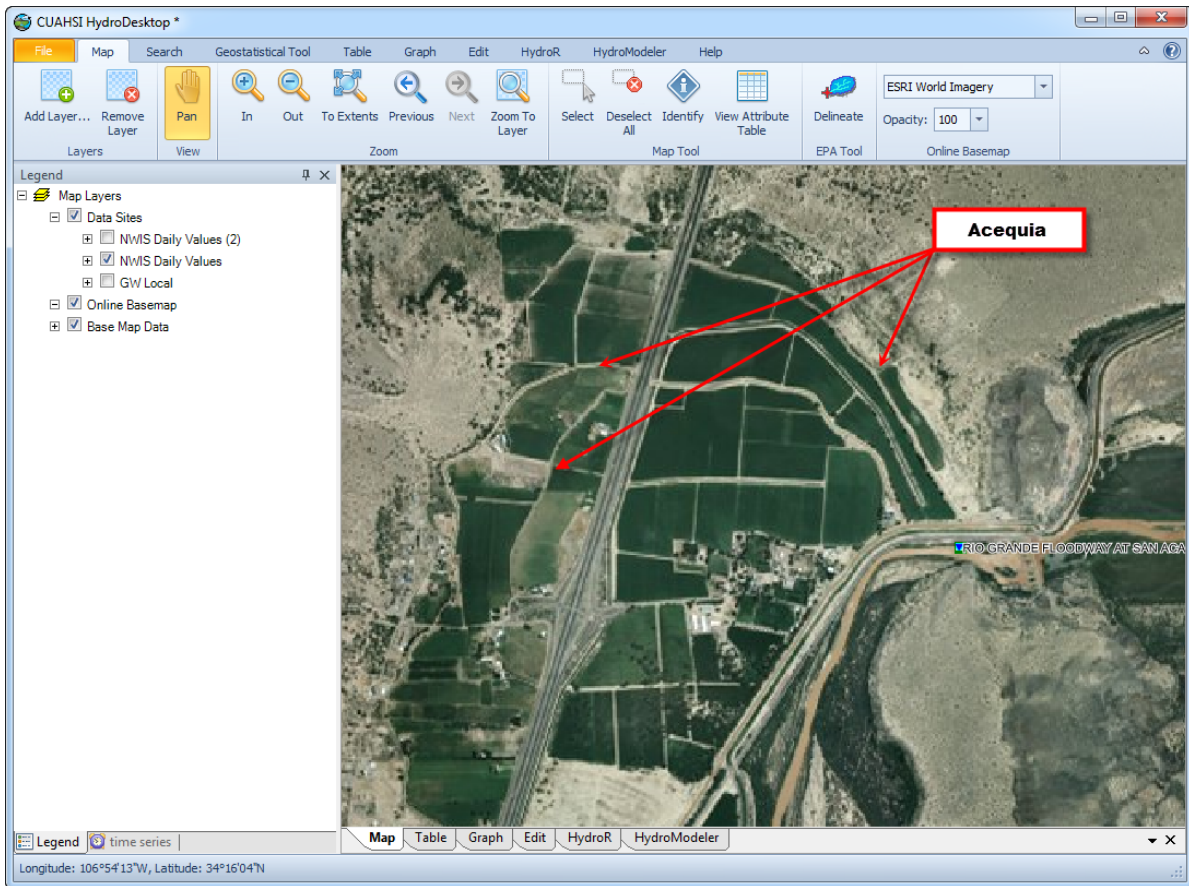 CUAHSI HydroDesktop *
File Map Search Geostatistical Tool Table Graph Edit HydroR HydroModeler Help
Add Layer... Remove Layer Pan In Out To Extents Previous Next Zoom To Layer Select Deselect All Identify View Attribute Table Delineate
ESRI World Imagery
Opacity: 100
Layers View Zoom Map Tool EPA Tool Online Basemap
Legend
Map Layers
Data Sites
NWIS Daily Values (2)
NWIS Daily Values
GW Local
Online Basemap
Base Map Data
Acequia
RIO GRANDE FLOODWAY AT SAN ACA
Legend time series
Map Table Graph Edit HydroR HydroModeler
Longitude: 106°54'13"W, Latitude: 34°16'04"N